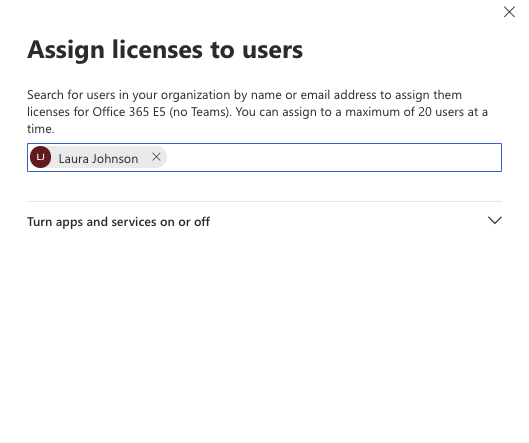 Assign licenses to users
Search for users in your organization by name or email address to assign them
licenses for Office 365 E5 (no Teams). You can assign to a maximum of 20 users at a
time.
LJ Laura Johnson
Turn apps and services on or off